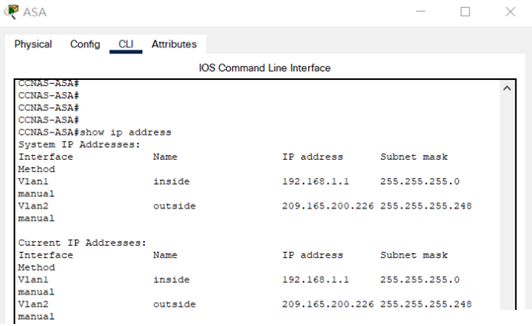 ASA
Physical Config CLI Attributes
IOS Command Line Interface
CCNAS-ASA#
CCNAS-ASA#
CCNAS-ASA#
CCNAS-ASA#
CCNAS-ASA#show ip address
System IP Addresses:
Interface Name IP address Subnet mask
Method
Vlan1 inside 192.168.1.1 255.255.255.0
manual
Vlan2 outside 209.165.200.226 255.255.255.248
manual
Current IP Addresses:
Interface Name IP address Subnet mask
Method
Vlan1 inside 192.168.1.1 255.255.255.0
manual
Vlan2 outside 209.165.200.226 255.255.255.248
manual